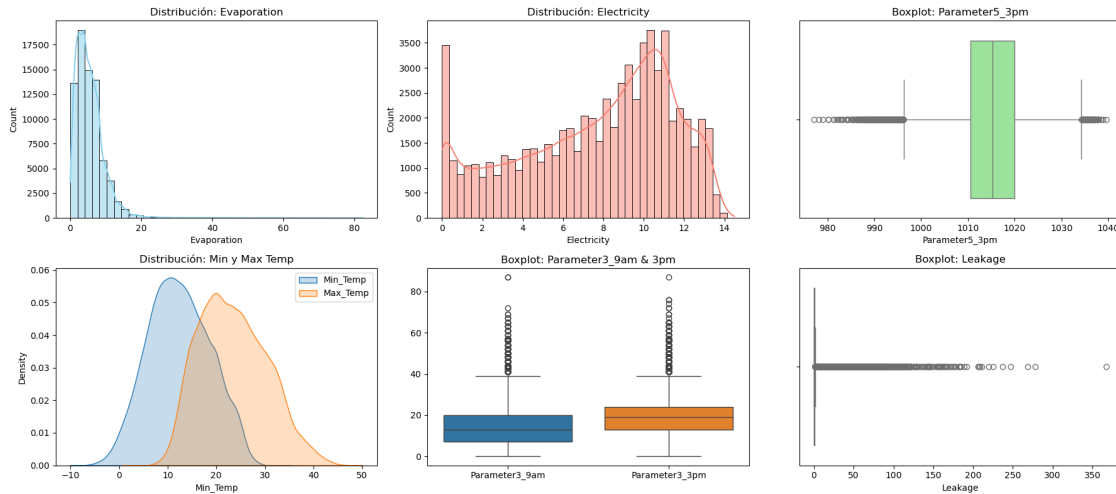 Distribución: Evaporation
Count
17500
15000
12500
10000
7500
5000
2500
0
0 20 40 60 80
Evaporation
Distribución: Electricity
Count
3500
3000
2500
2000
1500
1000
500
0
0 2 4 6 8 10 12 14
Electricity
Boxplot: Parameter5_3pm
980 990 1000 1010 1020 1030 1040
Parameter5_3pm
Distribución: Min y Max Temp
Min_Temp
Max_Temp
Density
0.06
0.05
0.04
0.03
0.02
0.01
0.00
−10 0 10 20 30 40 50
Min_Temp
Boxplot: Parameter3_9am & 3pm
80
60
40
20
0
Parameter3_9am Parameter3_3pm
Boxplot: Leakage
0 50 100 150 200 250 300 350
Leakage